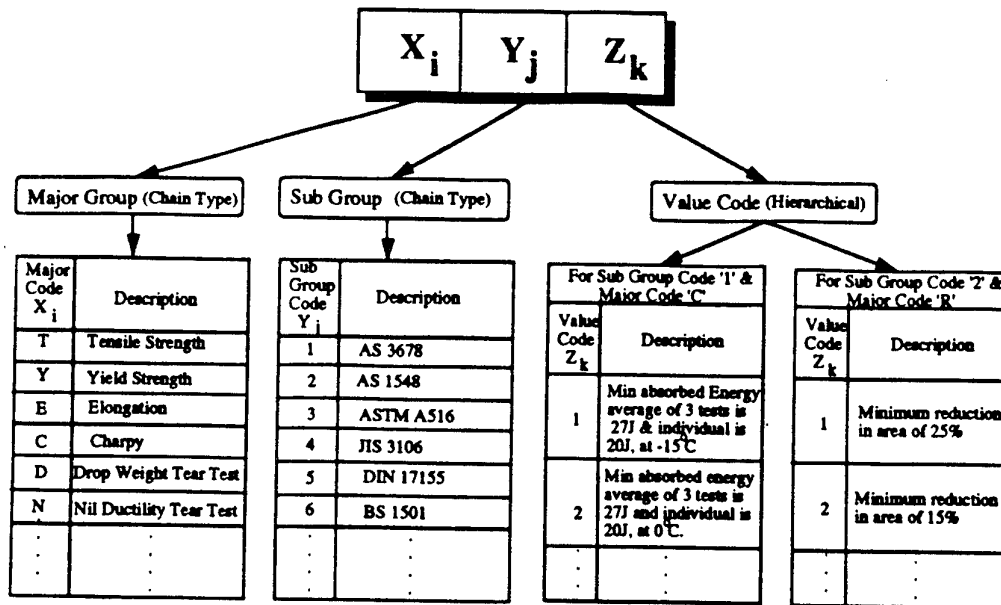 X i Y j Z k
Major Group (Chain Type)
Sub Group (Chain Type)
Value Code (Hierarchical)
Major
Code
X i
Description
T Tensile Strength
Y Yield Strength
E Elongation
C Charpy
D Drop Weight Tear Test
N Nil Ductility Tear Test
Sub
Group
Code
Y j
Description
1 AS 3678
2 AS 1548
3 ASTM A516
4 JIS 3106
5 DIN 17155
6 BS 1501
For Sub Group Code '1' &
Major Code 'C'
Value
Code
Z k
Description
1
Min absorbed Energy
average of 3 tests is
27J & individual is
20J, at -15°C
2
Min absorbed energy
average of 3 tests is
27J and individual is
20J, at 0°C.
For Sub Group Code '2' &
Major Code 'R'
Value
Code
Z k
Description
1
Minimum reduction
in area of 25%
2
Minimum reduction
in area of 15%